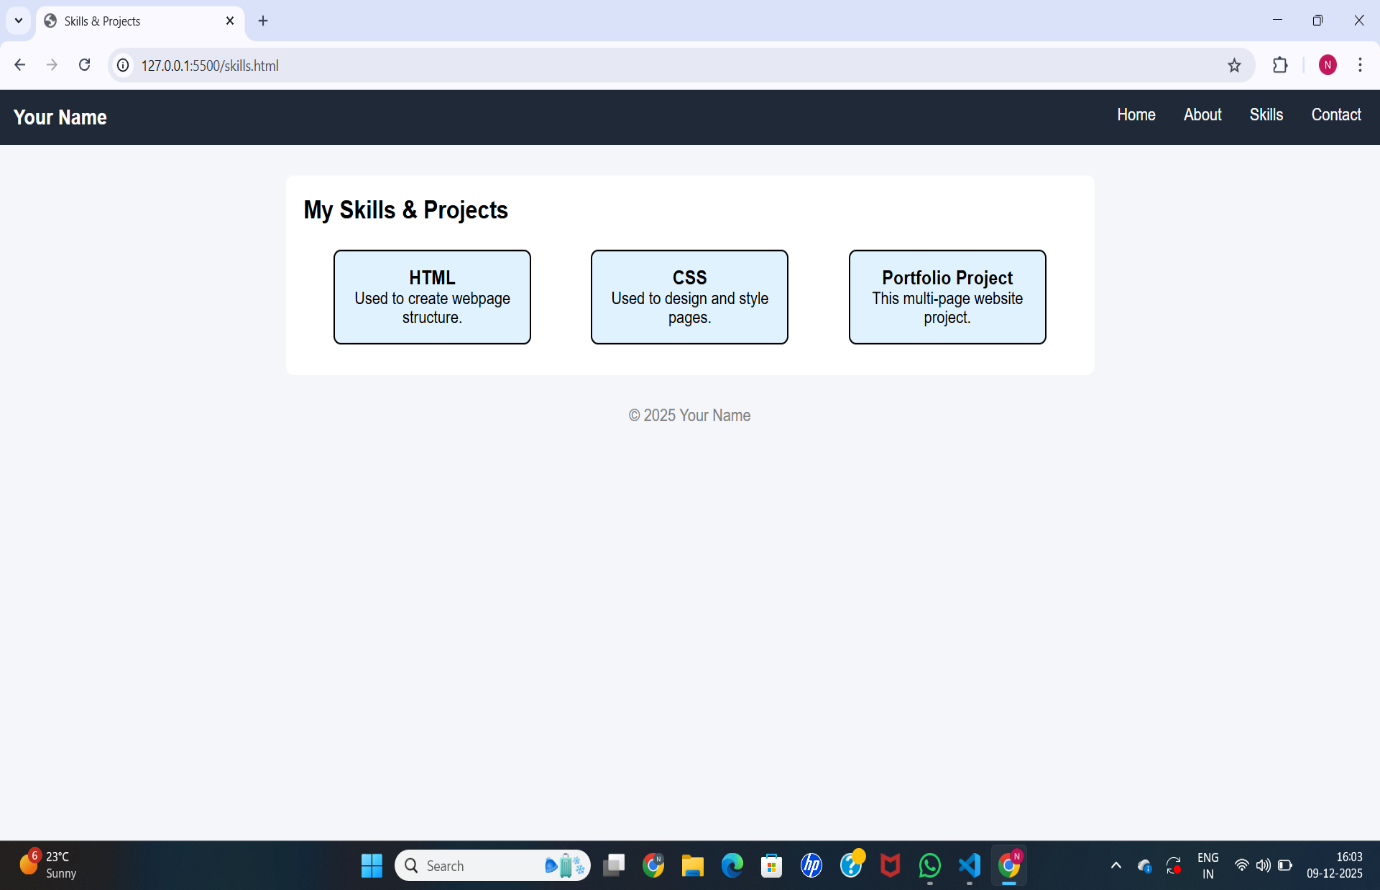 Skills & Projects
127.0.0.1:5500/skills.html
N
Your Name
Home About Skills Contact
My Skills & Projects
HTML
Used to create webpage
structure.
CSS
Used to design and style
pages.
Portfolio Project
This multi-page website
project.
© 2025 Your Name
6
23°C
Sunny
Search
N
hp
?
N
ENG
IN
16:03
09-12-2025